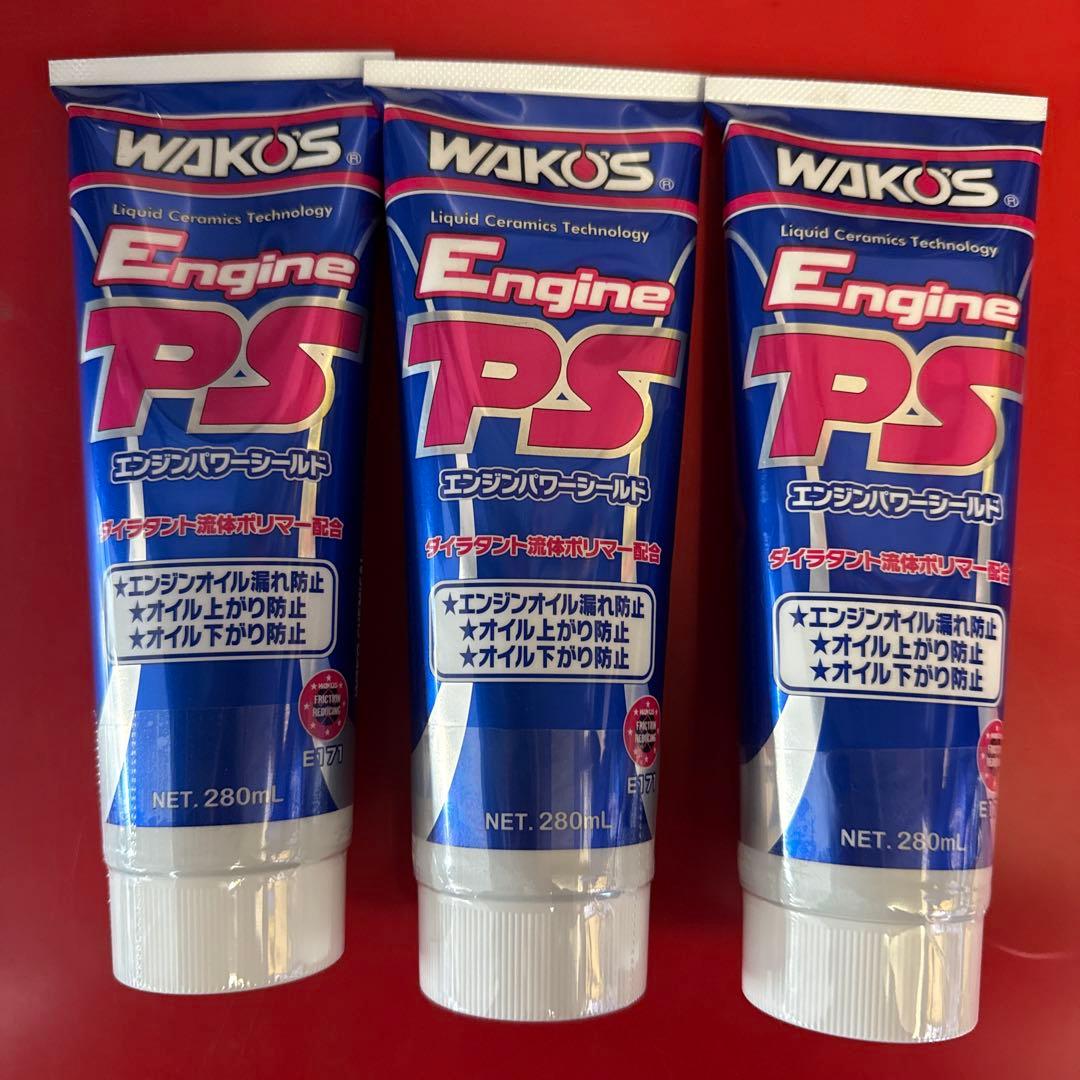 WAKO'S®
Liquid Ceramics Technology
Engine
PS
エンジンパワーシールド
ダイラタント流体ポリマー配合
★エンジンオイル漏れ防止
★オイル上がり防止
★オイル下がり防止
WAKO'S
FRICTION
REDUCING
E171
NET. 280mL
WAKO'S®
Liquid Ceramics Technology
Engine
PS
エンジンパワーシールド
ダイラタント流体ポリマー配合
★エンジンオイル漏れ防止
★オイル上がり防止
★オイル下がり防止
WAKO'S
FRICTION
REDUCING
E171
NET. 280mL
WAKO'S®
Liquid Ceramics Technology
Engine
PS
エンジンパワーシールド
ダイラタント流体ポリマー配合
★エンジンオイル漏れ防止
★オイル上がり防止
★オイル下がり防止
NET. 280mL